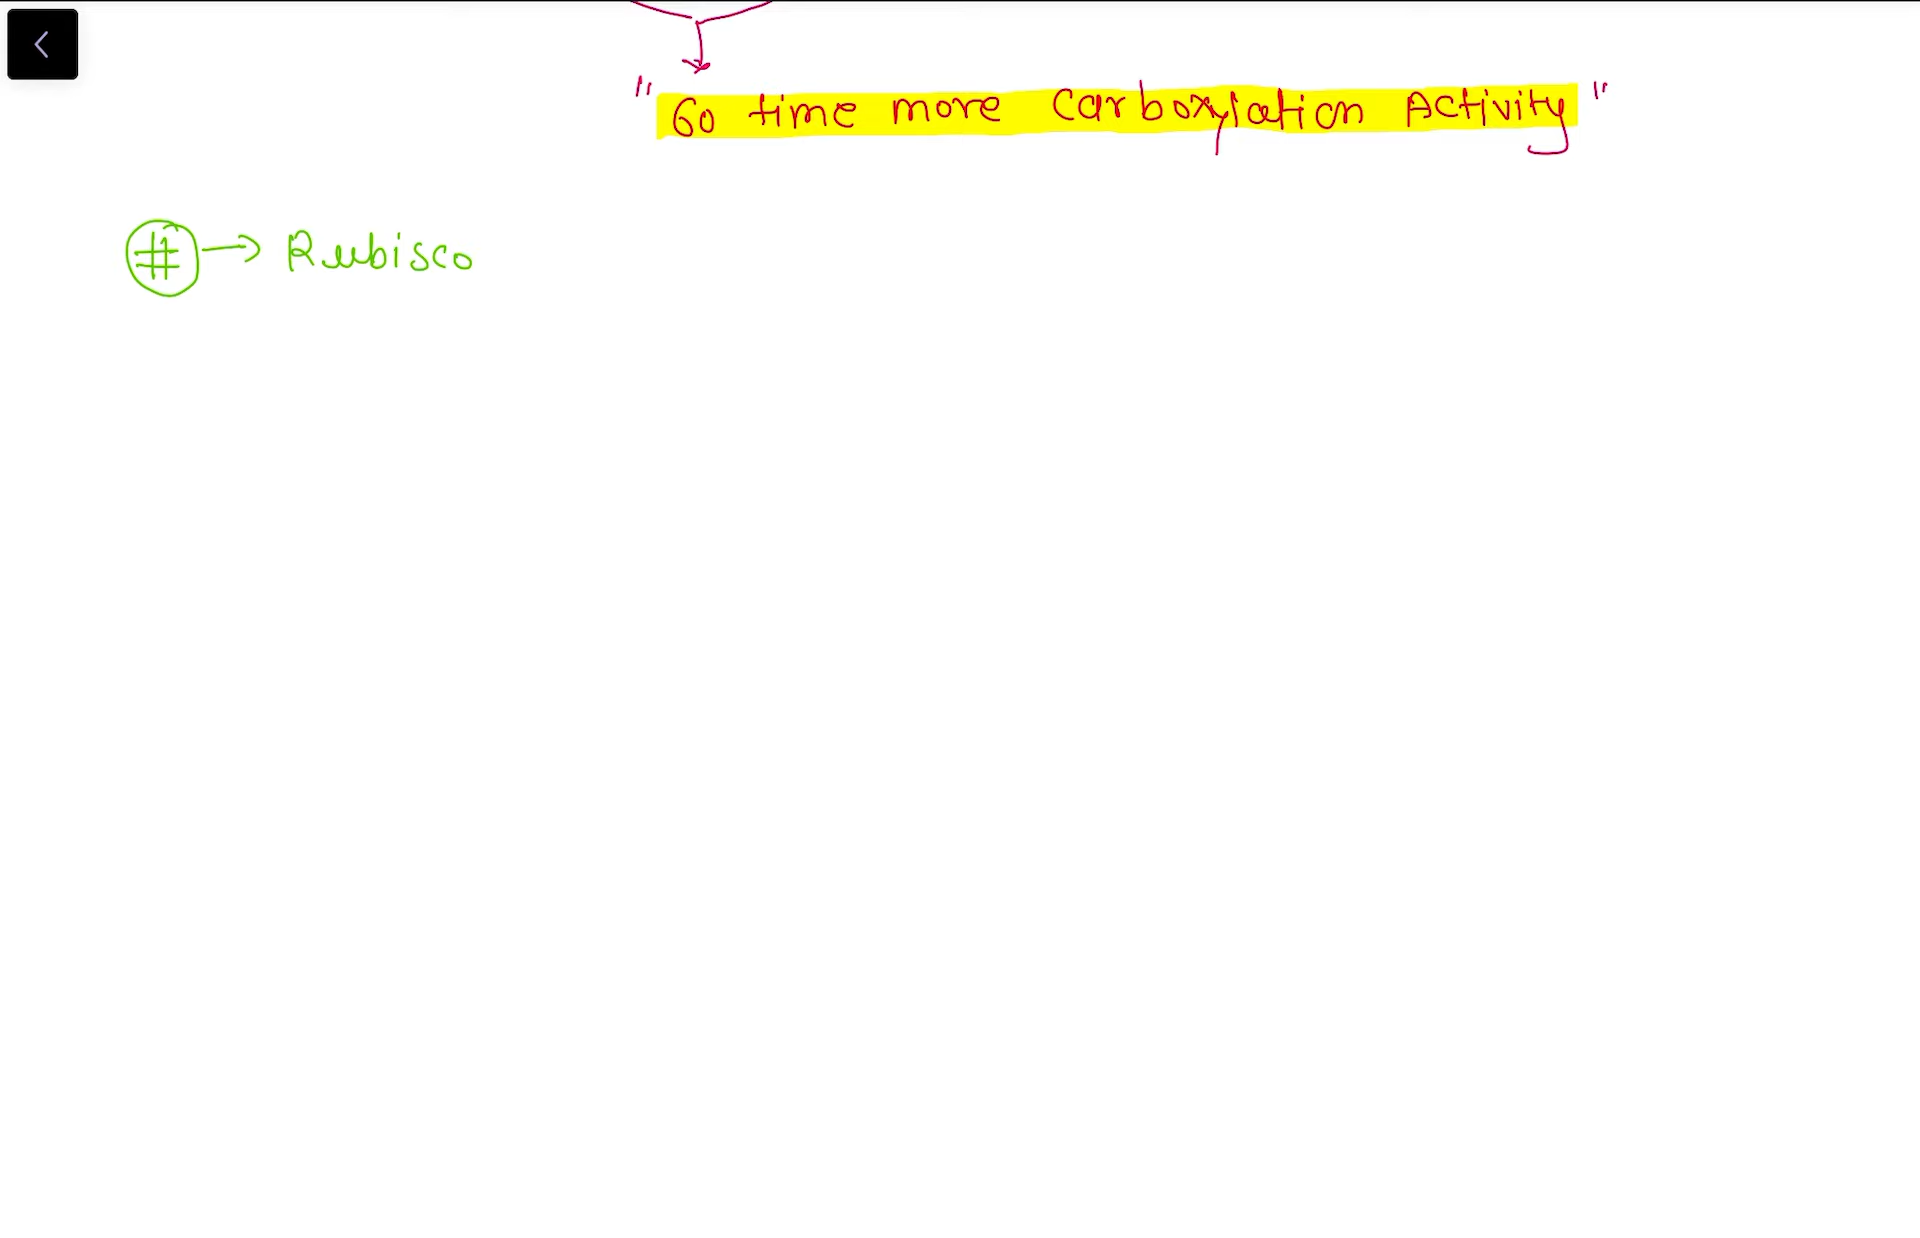 " 60 time more Carboxylation Activity "
# → Rubisco